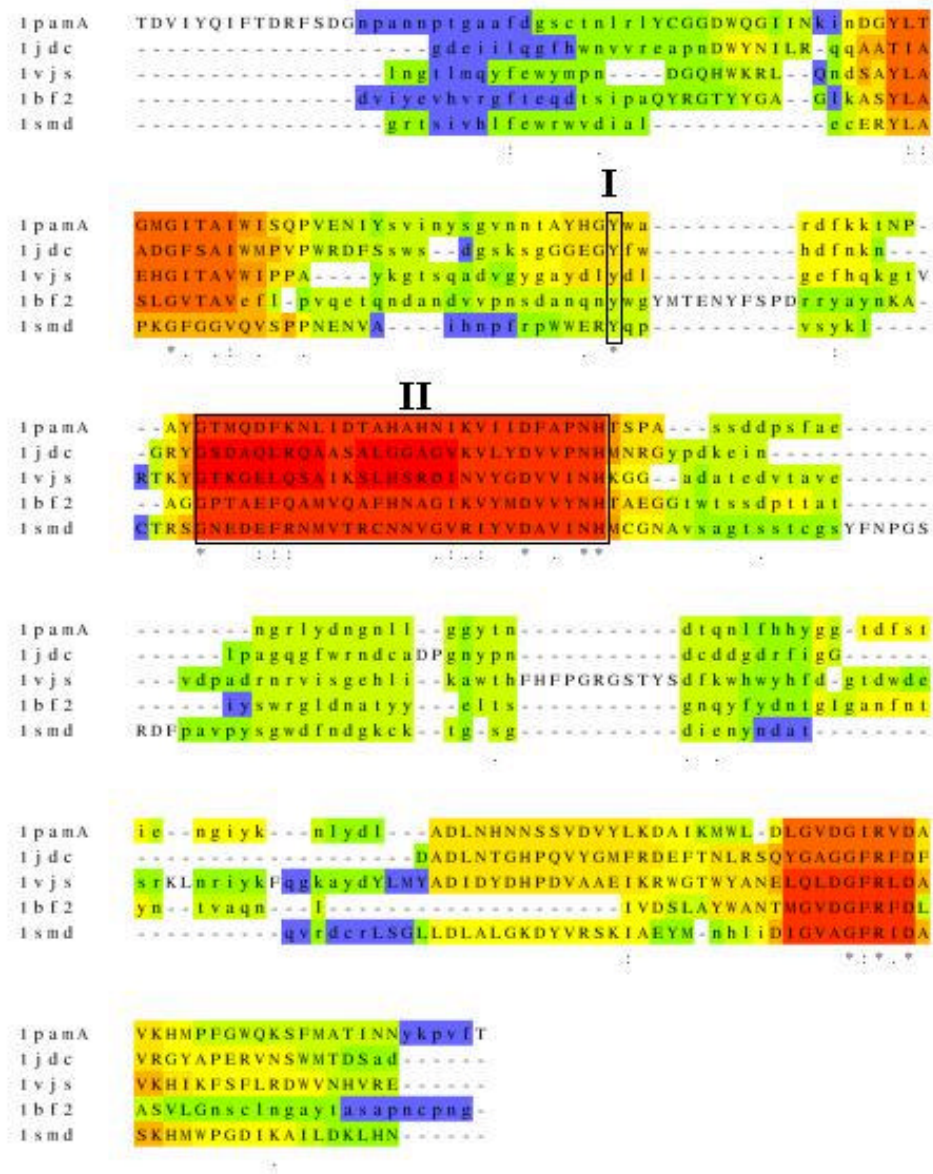 1pamA TDVIYQIFTDRFSDGnpannptgaafdgsctnlrlYCGGDWQGIINkinDGYLT
1jdc --------------------gdeiilqgfhwnvvreapnDWYNILR-qqAATIA
1vjs -----------------lngtlmqyfewympn----DGQHWKRL--QndSAYLA
1bf2 ---------------dviyevhvrgfteqdtsipaQYRGTYYGA--GlkASYLA
1smd -----------------grtsivhlfewrwvdial------------ecERYLA
: . : :
I
1pamA GMGITAIWISQPVENIYsvinysgvnntAYHGYwa----------rdfkktNP-
1jdc ADGFSAIWMPVPWRDFSsws--dgsksgGGEGYfw----------hdfnkn---
1vjs EHGITAVWIPPA----ykgtsqadvgygaydlydl----------gefhqkgtV
1bf2 SLGVTAVefl-pvqetqndandvvpnsdanqnywgYMTENYFSPDrryaynKA-
1smd PKGFGGVQVSPPNENVA----ihnpfrpWWERYqp----------vsykl----
* . . : . . . * :
II
1pamA --AYGTMQDFKNLIDTAHAHNIKVIIDFAPNHTSPA---ssddpsfae------
1jdc -GRYGSDAQLRQAASALGGAGVKVLYDVVPNHMNRGypdkein-----------
1vjs RTKYGTKGELQSAIKSLHSRDINVYGDVVINHKGG--adatedvtave------
1bf2 --AGGPTAEFQAVAQAFHNAGIKVYMDVVYNHTAEGGtwtssdpttat------
1smd CTRSGNEDEFRNMVTRCNNVGVRIYVDAVINHMCGNAvsagtsstcgsYFNPGS
* : : : . : . : * . * * .
1pamA --------ngrlydngnll--ggytn-----------dtqnlfhhygg-tdfst
1jdc ------lpagqgfwrndcaDPgnypn-----------dcddgdrfigG------
1vjs ---vdpadrnrvisgehli--kawthFHFPGRGSTYSdfkwhwyhfd-gtdwde
1bf2 ------iyswrgldnatyy--elts------------gnqyfydntgtganfnt
1smd RDFpavpysgwdfndgkck--tg-sg-----------dienyndat--------
. . .
1pamA ie--ngiyk---nlydl---ADLNHNNSSVDVYLKDAIKMWL-DLGVDGIRVDA
1jdc -------------------DADLNTGHPQVYGMFRDEFTNLRSQYGAGGFRFDF
1vjs srKLnriykFqgkaydYLMYADIDYDHPDVAAEIKRWGTWYANELQLDGFRLDA
1bf2 yn--tvaqn---l--------------------IVDSLAYWANTMGVDGFRFDL
1smd ----------qvrdcrLSGLLDLALGKDYVRSKIAEYM-nhliDIGVAGFRIDA
: * : * . *
1pamA VKHMPFGWQKSFMATINNykpvfT
1jdc VRGYAPERVNSWMTDSad------
1vjs VKHIKFSFLRDWVNHVRE------
1bf2 ASVLGnsclngaytasapncpng-
1smd SKHMWPGDIKAILDKLHN------
.